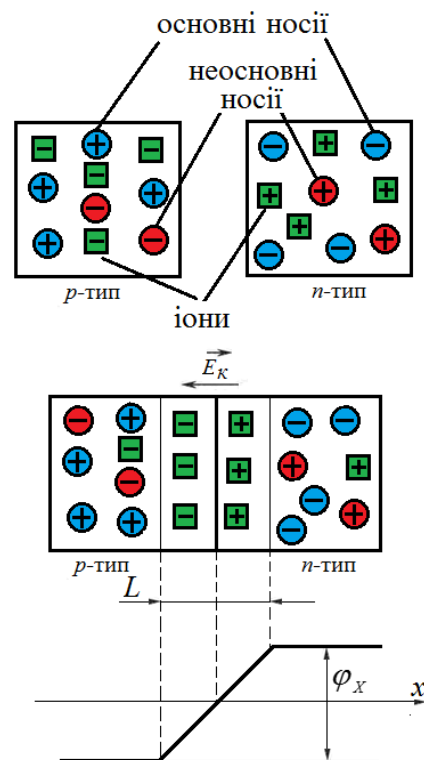 основні носії
неосновні
носії
p-тип
n-тип
іони
E_K
p-тип
n-тип
L
φ_X
x